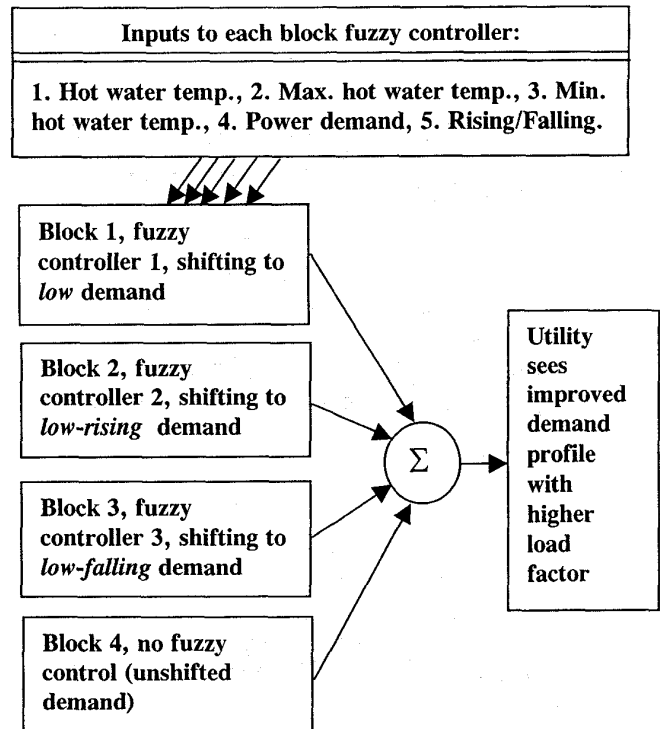 Inputs to each block fuzzy controller:
1. Hot water temp., 2. Max. hot water temp., 3. Min.
hot water temp., 4. Power demand, 5. Rising/Falling.
Block 1, fuzzy
controller 1, shifting to
low demand
Block 2, fuzzy
controller 2, shifting to
low-rising demand
Block 3, fuzzy
controller 3, shifting to
low-falling demand
Block 4, no fuzzy
control (unshifted
demand)
Σ
Utility
sees
improved
demand
profile
with
higher
load
factor